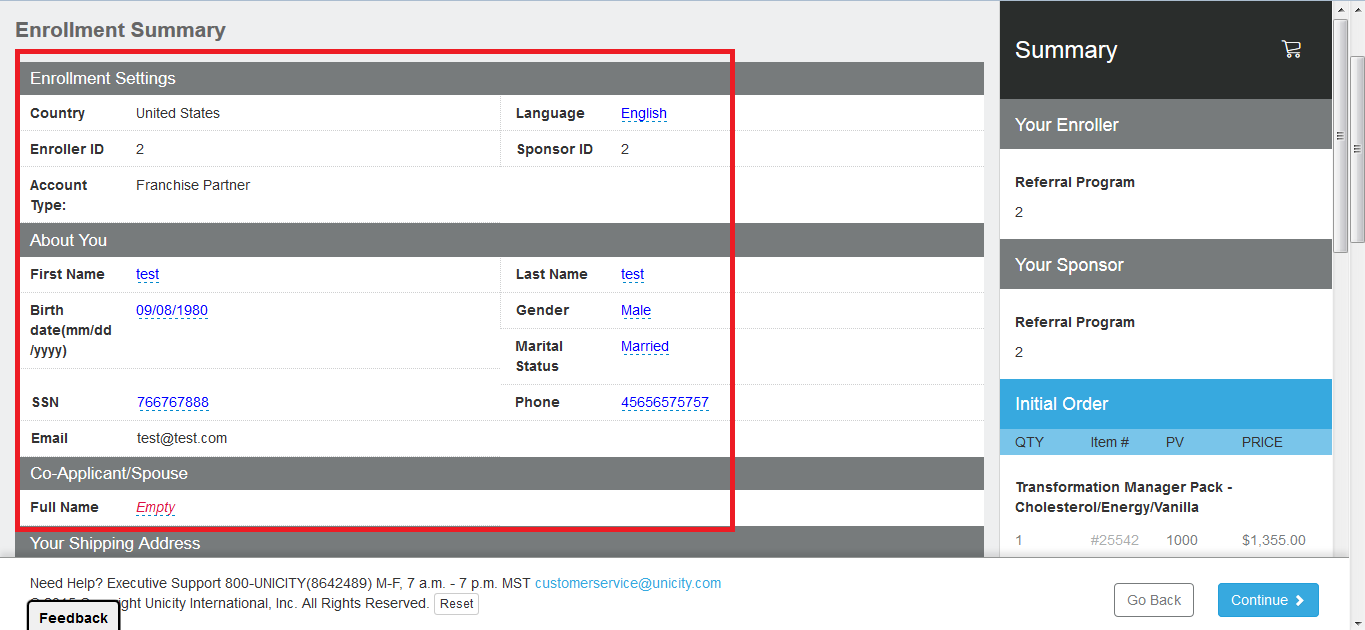 Enrollment Summary
Enrollment Settings
Country United States Language English
Enroller ID 2 Sponsor ID 2
Account Franchise Partner
Type:
About You
First Name test Last Name test
Birth 09/08/1980 Gender Male
date(mm/dd
/yyyy)
Marital Married
Status
SSN 766767888 Phone 45656575757
Email test@test.com
Co-Applicant/Spouse
Full Name Empty
Your Shipping Address
Summary
Your Enroller
Referral Program
2
Your Sponsor
Referral Program
2
Initial Order
QTY Item # PV PRICE
Transformation Manager Pack -
Cholesterol/Energy/Vanilla
1 #25542 1000 $1,355.00
Need Help? Executive Support 800-UNICITY(8642489) M-F, 7 a.m. - 7 p.m. MST customerservice@unicity.com
Unicity International, Inc. All Rights Reserved. Reset
Feedback
Go Back
Continue